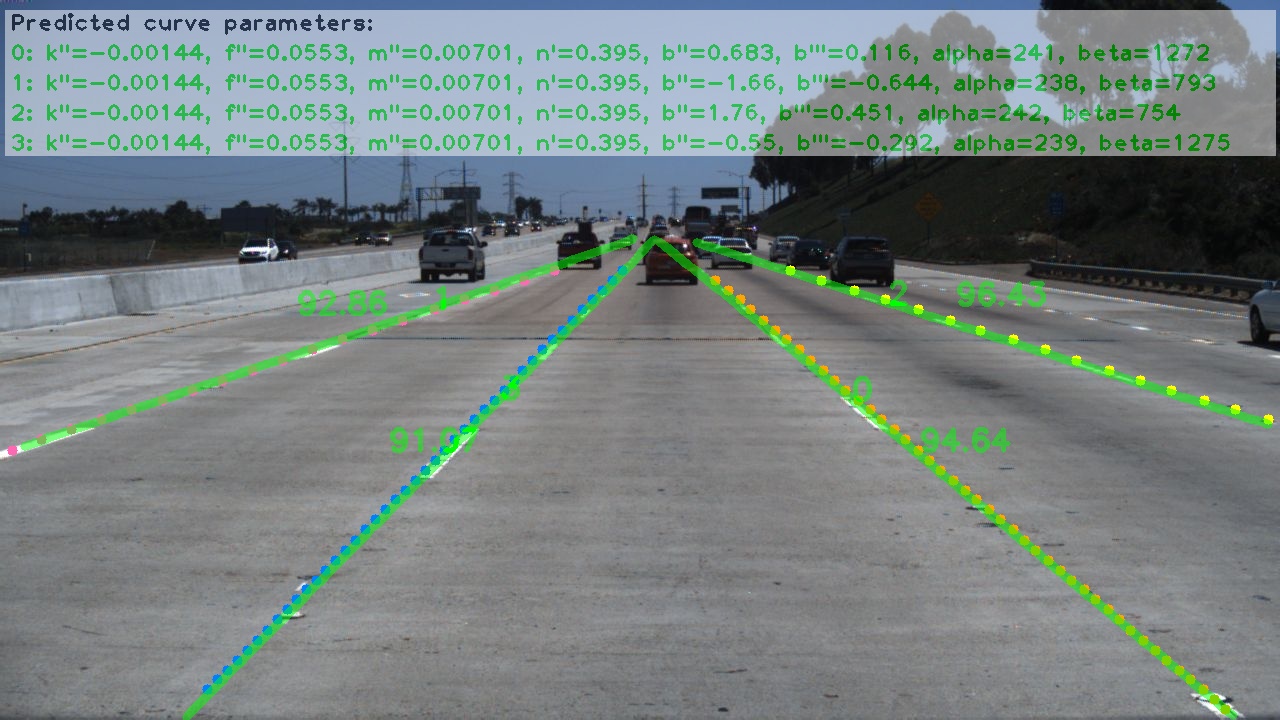 Predicted curve parameters:
0: k''=-0.00144, f''=0.0553, m''=0.00701, n'=0.395, b''=0.683, b'''=0.116, alpha=241, beta=1272
1: k''=-0.00144, f''=0.0553, m''=0.00701, n'=0.395, b''=-1.66, b'''=-0.644, alpha=238, beta=793
2: k''=-0.00144, f''=0.0553, m''=0.00701, n'=0.395, b''=1.76, b'''=0.451, alpha=242, beta=754
3: k''=-0.00144, f''=0.0553, m''=0.00701, n'=0.395, b''=-0.55, b'''=-0.292, alpha=239, beta=1275
92.86 1 2 96.43
3 0
94.64